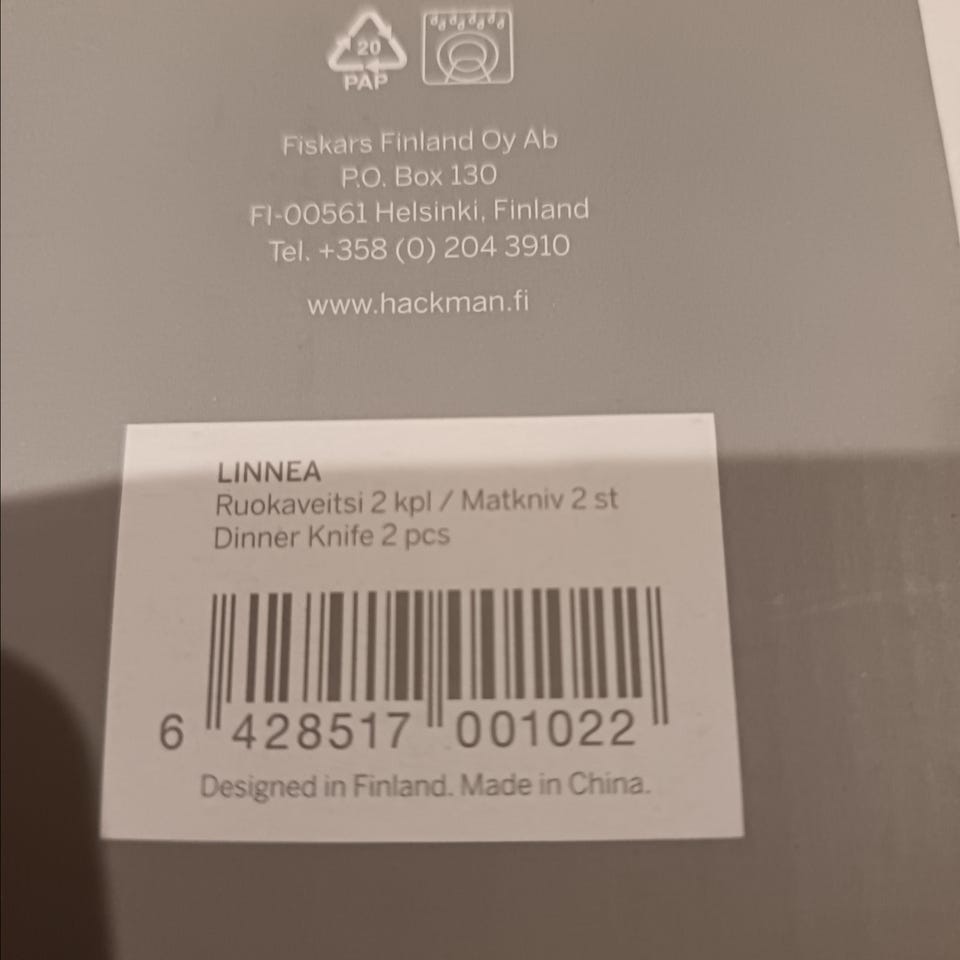 20
PAP
Fiskars Finland Oy Ab
P.O. Box 130
FI-00561 Helsinki, Finland
Tel. +358 (0) 204 3910
www.hackman.fi
LINNEA
Ruokaveitsi 2 kpl / Matkniv 2 st
Dinner Knife 2 pcs
6 428517 001022
Designed in Finland. Made in China.